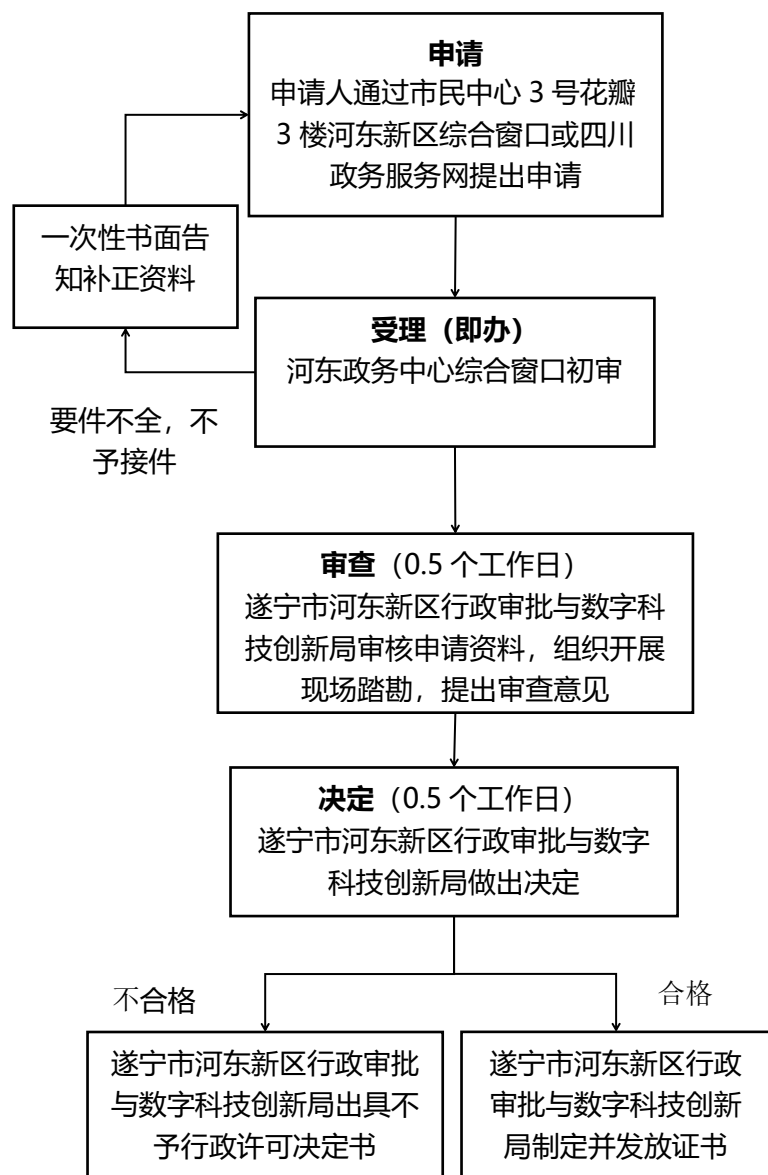 申请
申请人通过市民中心 3 号花瓣
3 楼河东新区综合窗口或四川
政务服务网提出申请
一次性书面告
知补正资料
受理（即办）
河东政务中心综合窗口初审
要件不全，不
予接件
审查（0.5 个工作日）
遂宁市河东新区行政审批与数字科
技创新局审核申请资料，组织开展
现场踏勘，提出审查意见
决定（0.5 个工作日）
遂宁市河东新区行政审批与数字
科技创新局做出决定
不合格
合格
遂宁市河东新区行政审批
与数字科技创新局出具不
予行政许可决定书
遂宁市河东新区行政
审批与数字科技创新
局制定并发放证书